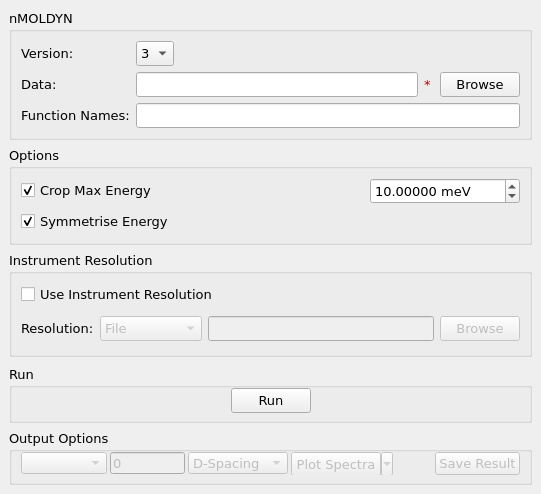 nMOLDYN
Version: 3
Data: * Browse
Function Names:
Options
Crop Max Energy 10.00000 meV
Symmetrise Energy
Instrument Resolution
Use Instrument Resolution
Resolution: File Browse
Run
Run
Output Options
0 D-Spacing Plot Spectra Save Result